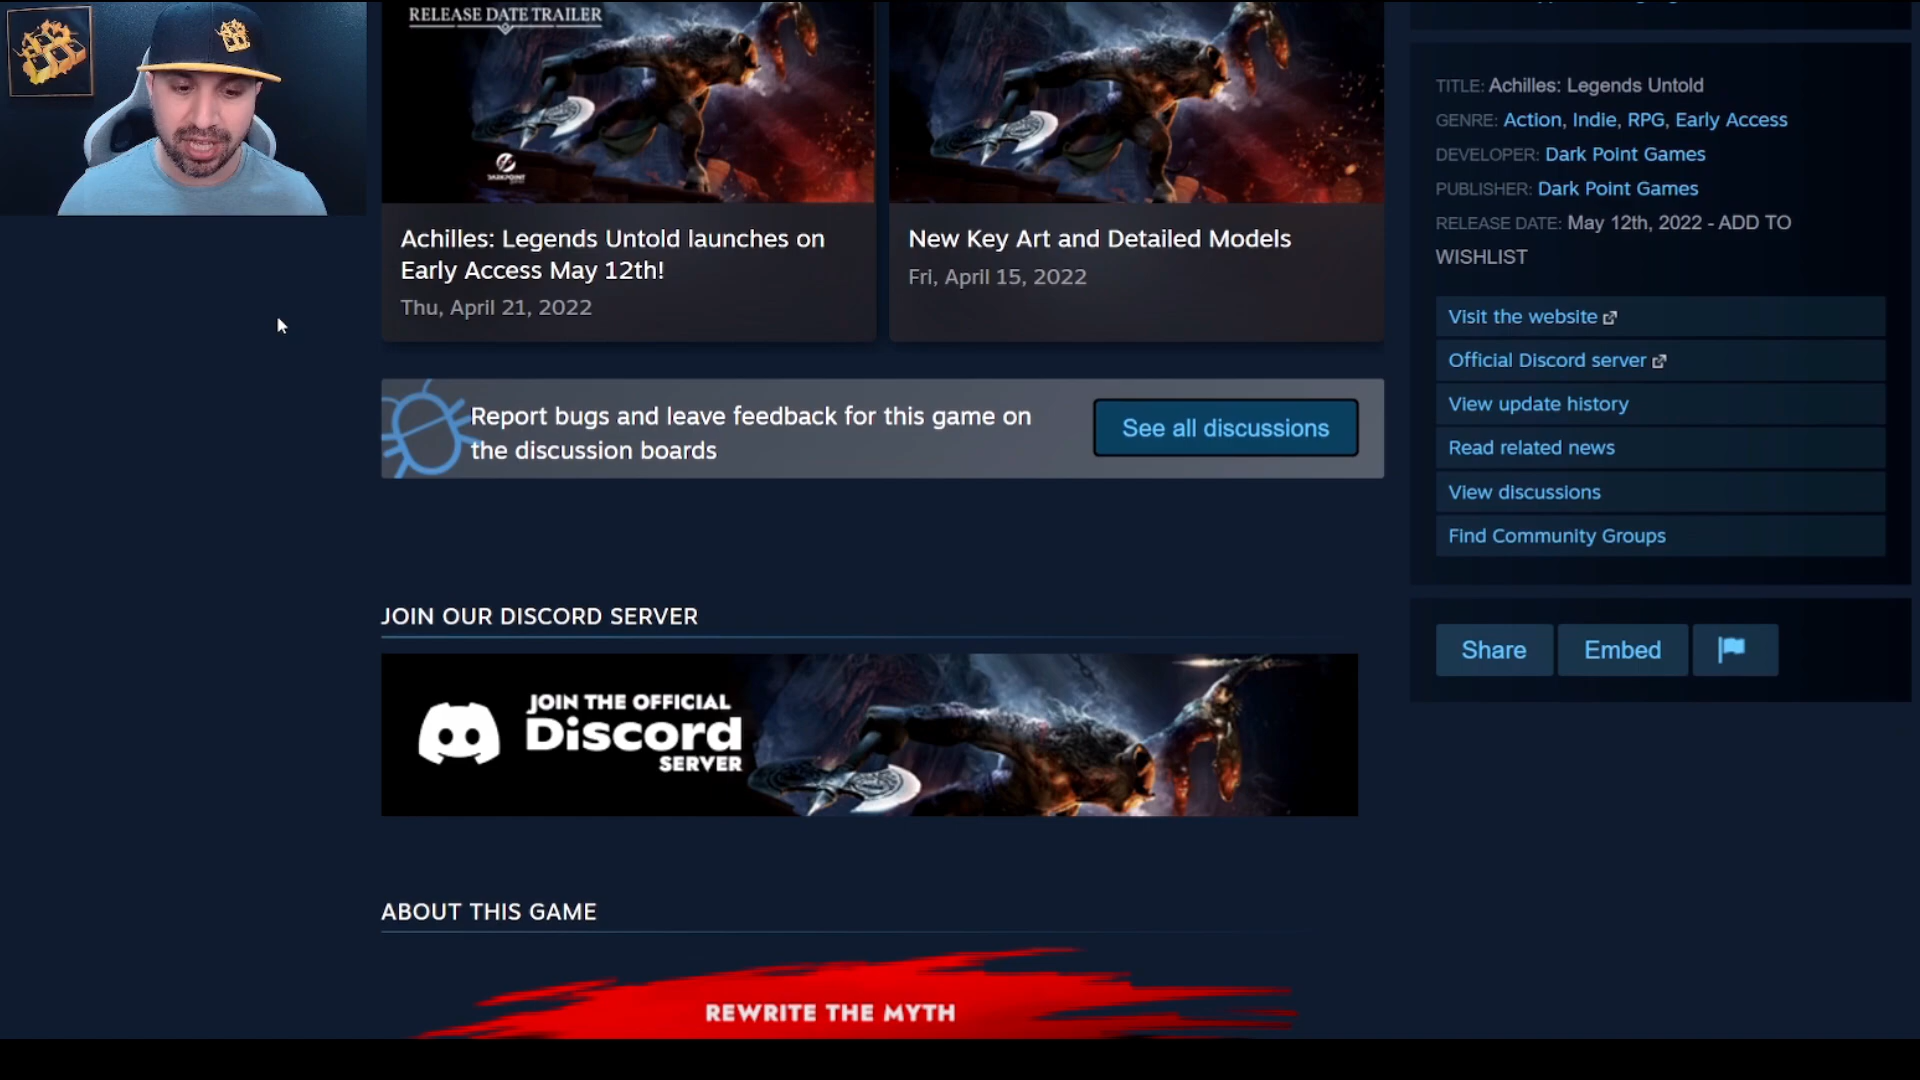 RELEASE DATE TRAILER
DARKPOINT
Achilles: Legends Untold launches on
Early Access May 12th!
Thu, April 21, 2022
New Key Art and Detailed Models
Fri, April 15, 2022
Report bugs and leave feedback for this game on
the discussion boards
See all discussions
JOIN OUR DISCORD SERVER
JOIN THE OFFICIAL
Discord
SERVER
ABOUT THIS GAME
REWRITE THE MYTH
TITLE: Achilles: Legends Untold
GENRE: Action, Indie, RPG, Early Access
DEVELOPER: Dark Point Games
PUBLISHER: Dark Point Games
RELEASE DATE: May 12th, 2022 - ADD TO
WISHLIST
Visit the website
Official Discord server
View update history
Read related news
View discussions
Find Community Groups
Share
Embed